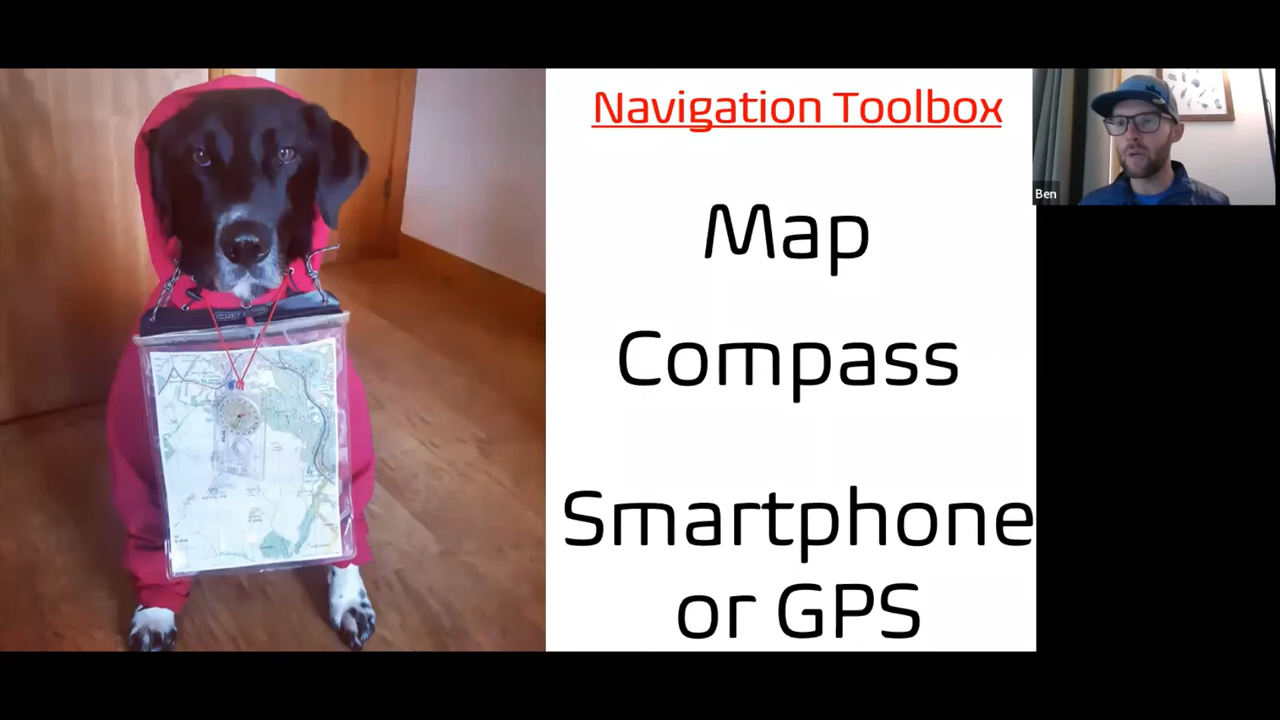 Navigation Toolbox
Map
Compass
Smartphone
or GPS
Ben